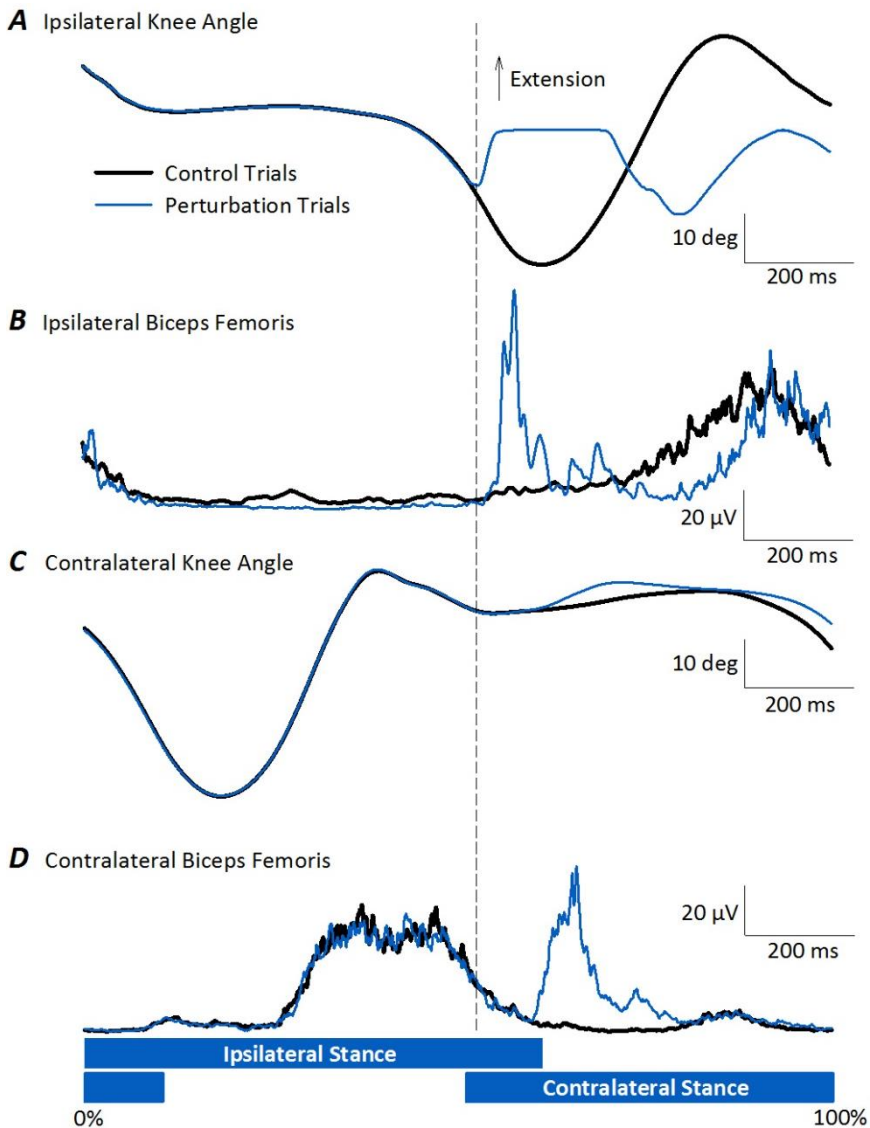 A Ipsilateral Knee Angle
Extension
Control Trials
Perturbation Trials
10 deg
200 ms
B Ipsilateral Biceps Femoris
20 µV
200 ms
C Contralateral Knee Angle
10 deg
200 ms
D Contralateral Biceps Femoris
20 µV
200 ms
Ipsilateral Stance
Contralateral Stance
0% 100%